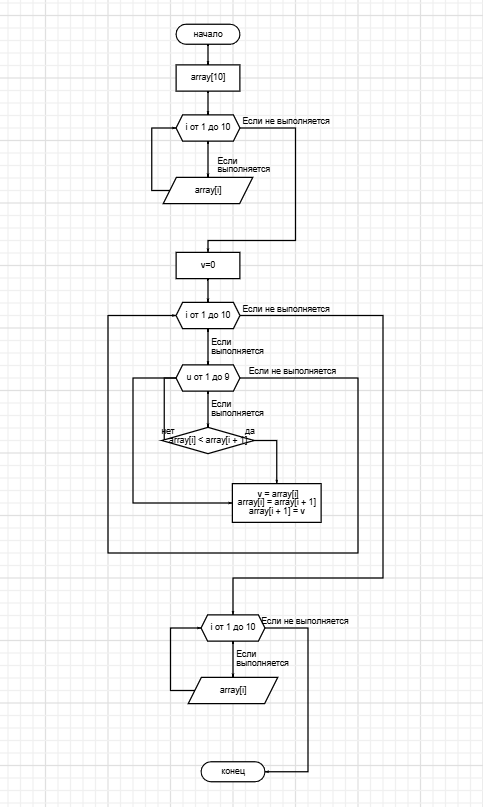 начало
array[10]
i от 1 до 10
Если не выполняется
Если
выполняется
array[i]
v=0
i от 1 до 10
Если не выполняется
Если
выполняется
u от 1 до 9
Если не выполняется
Если
выполняется
нет
да
array[i] < array[i + 1]
v = array[i]
array[i] = array[i + 1]
array[i + 1] = v
i от 1 до 10
Если не выполняется
Если
выполняется
array[i]
конец